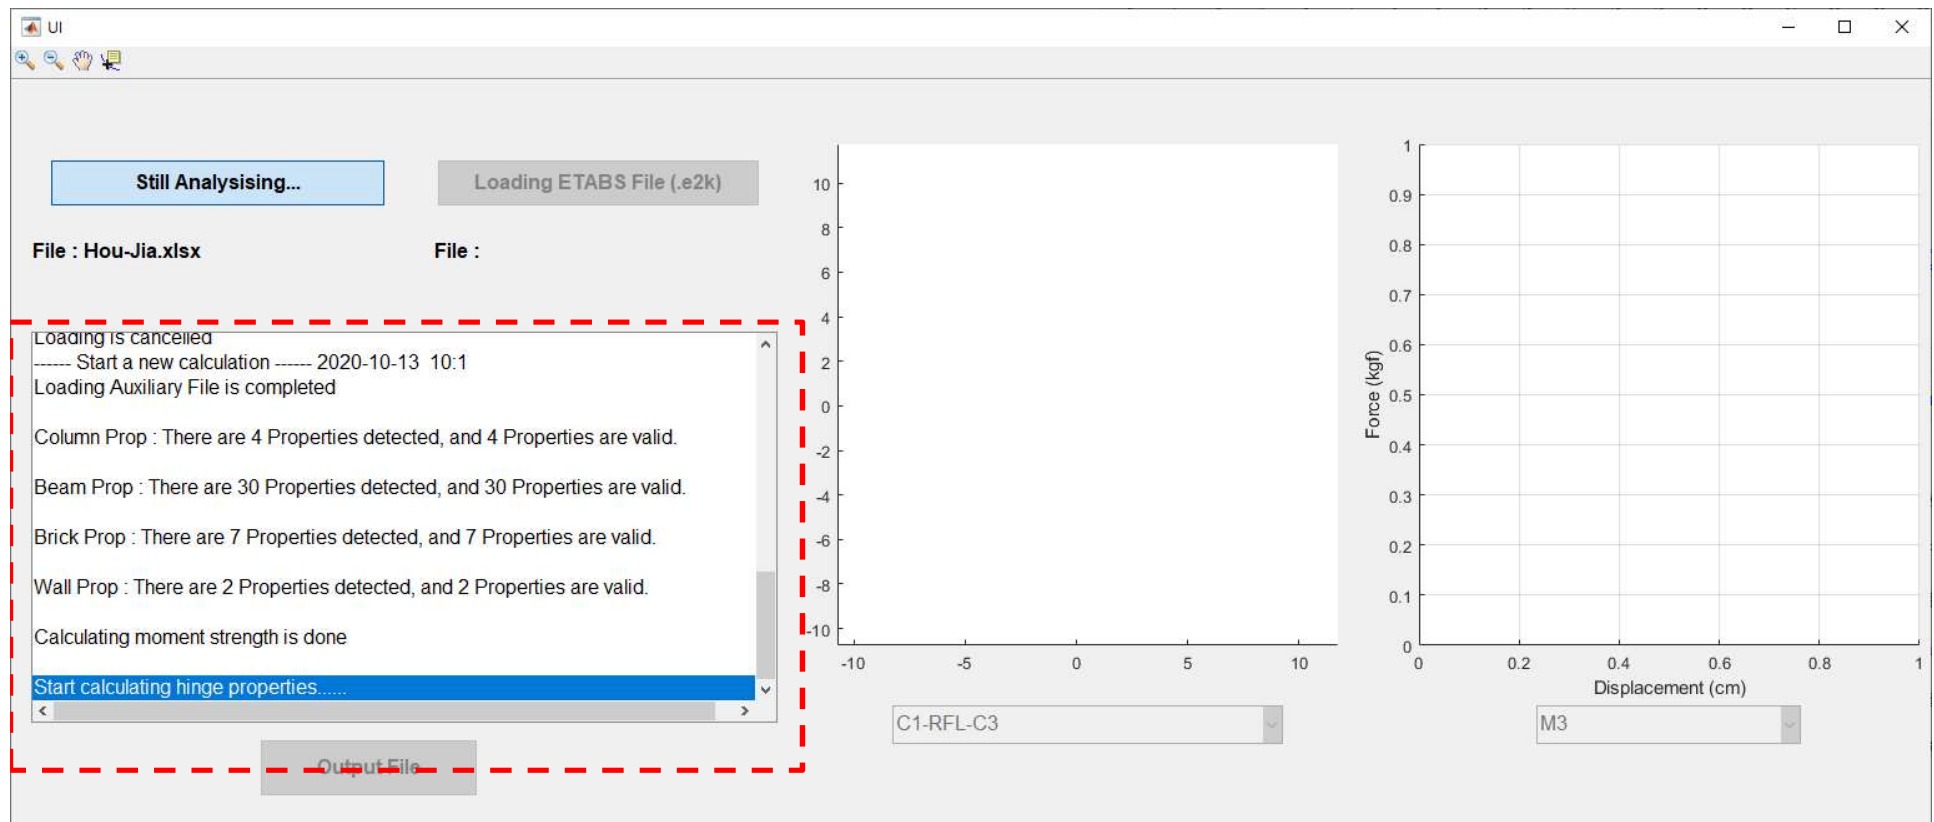 UI
Still Analysising...
Loading ETABS File (.e2k)
File : Hou-Jia.xlsx
File :
Loading is cancelled
------ Start a new calculation ------ 2020-10-13  10:1
Loading Auxiliary File is completed
Column Prop : There are 4 Properties detected, and 4 Properties are valid.
Beam Prop : There are 30 Properties detected, and 30 Properties are valid.
Brick Prop : There are 7 Properties detected, and 7 Properties are valid.
Wall Prop : There are 2 Properties detected, and 2 Properties are valid.
Calculating moment strength is done
Start calculating hinge properties......
Output File
10
8
6
4
2
0
-2
-4
-6
-8
-10
-10 -5 0 5 10
C1-RFL-C3
1
0.9
0.8
0.7
0.6
0.5
0.4
0.3
0.2
0.1
0
Force (kgf)
0 0.2 0.4 0.6 0.8 1
Displacement (cm)
M3